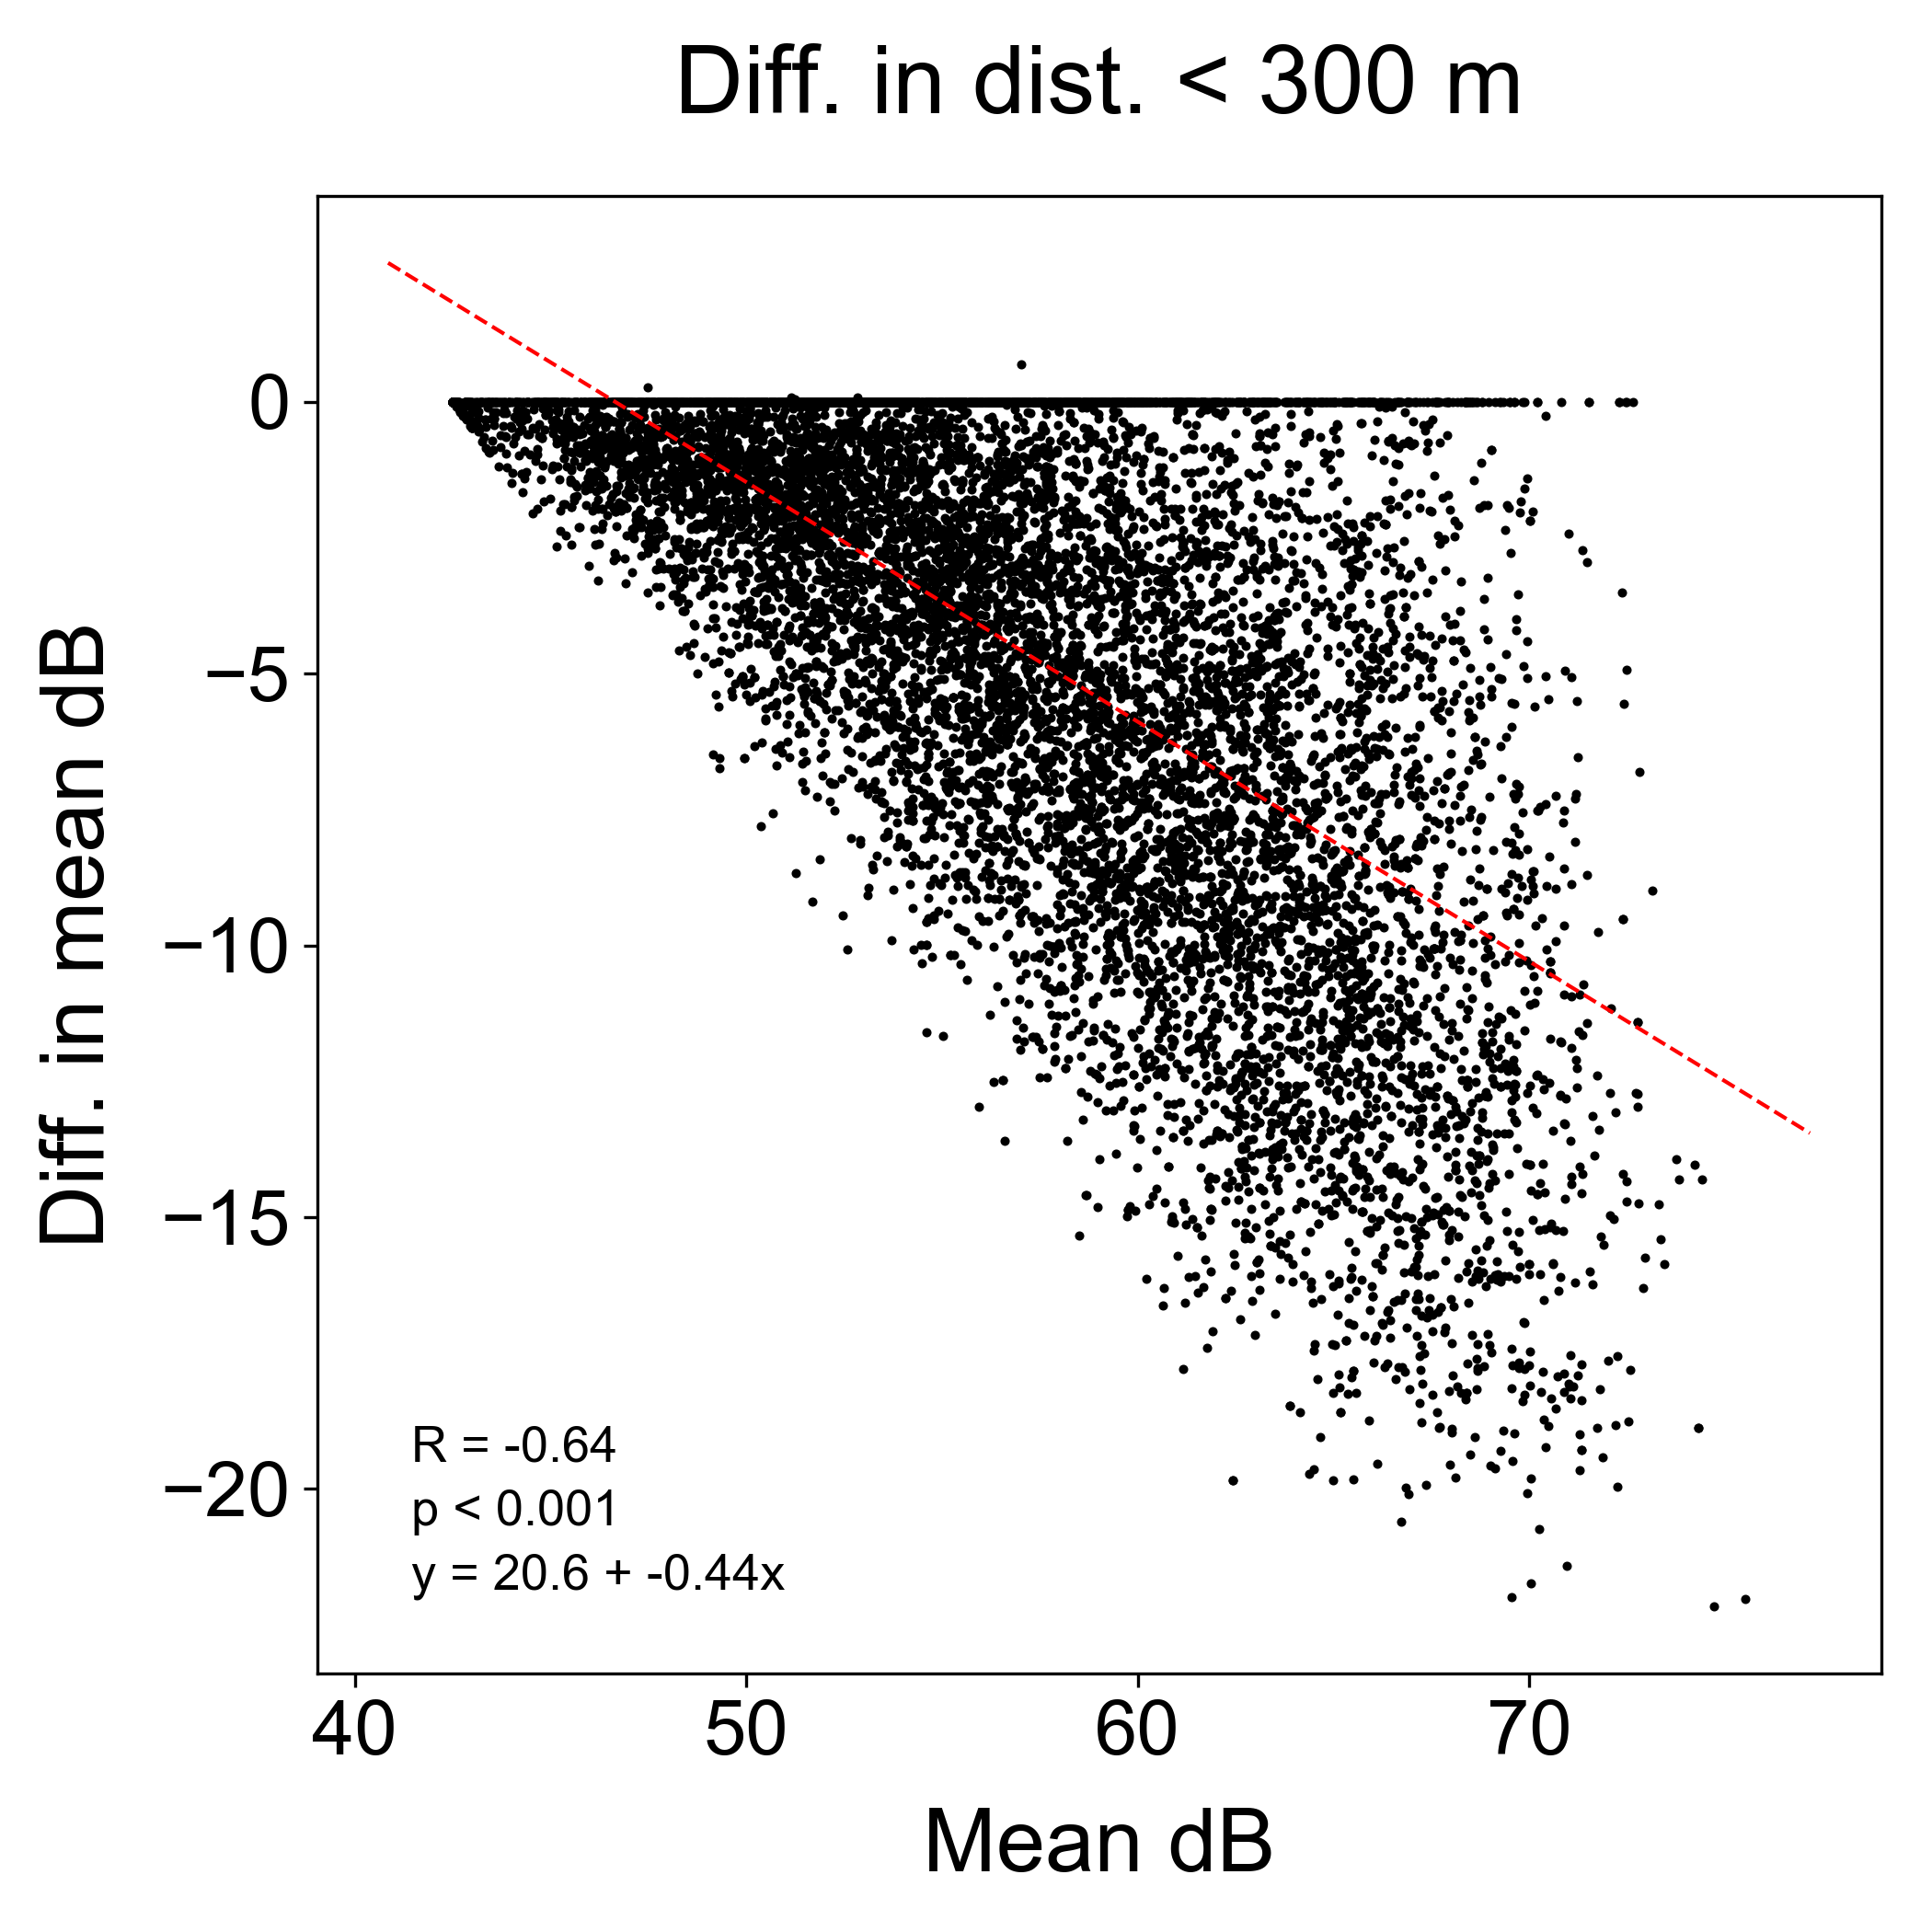 Diff. in dist. < 300 m
Diff. in mean dB
0
−5
−10
−15
−20
R = -0.64
p < 0.001
y = 20.6 + -0.44x
40 50 60 70
Mean dB